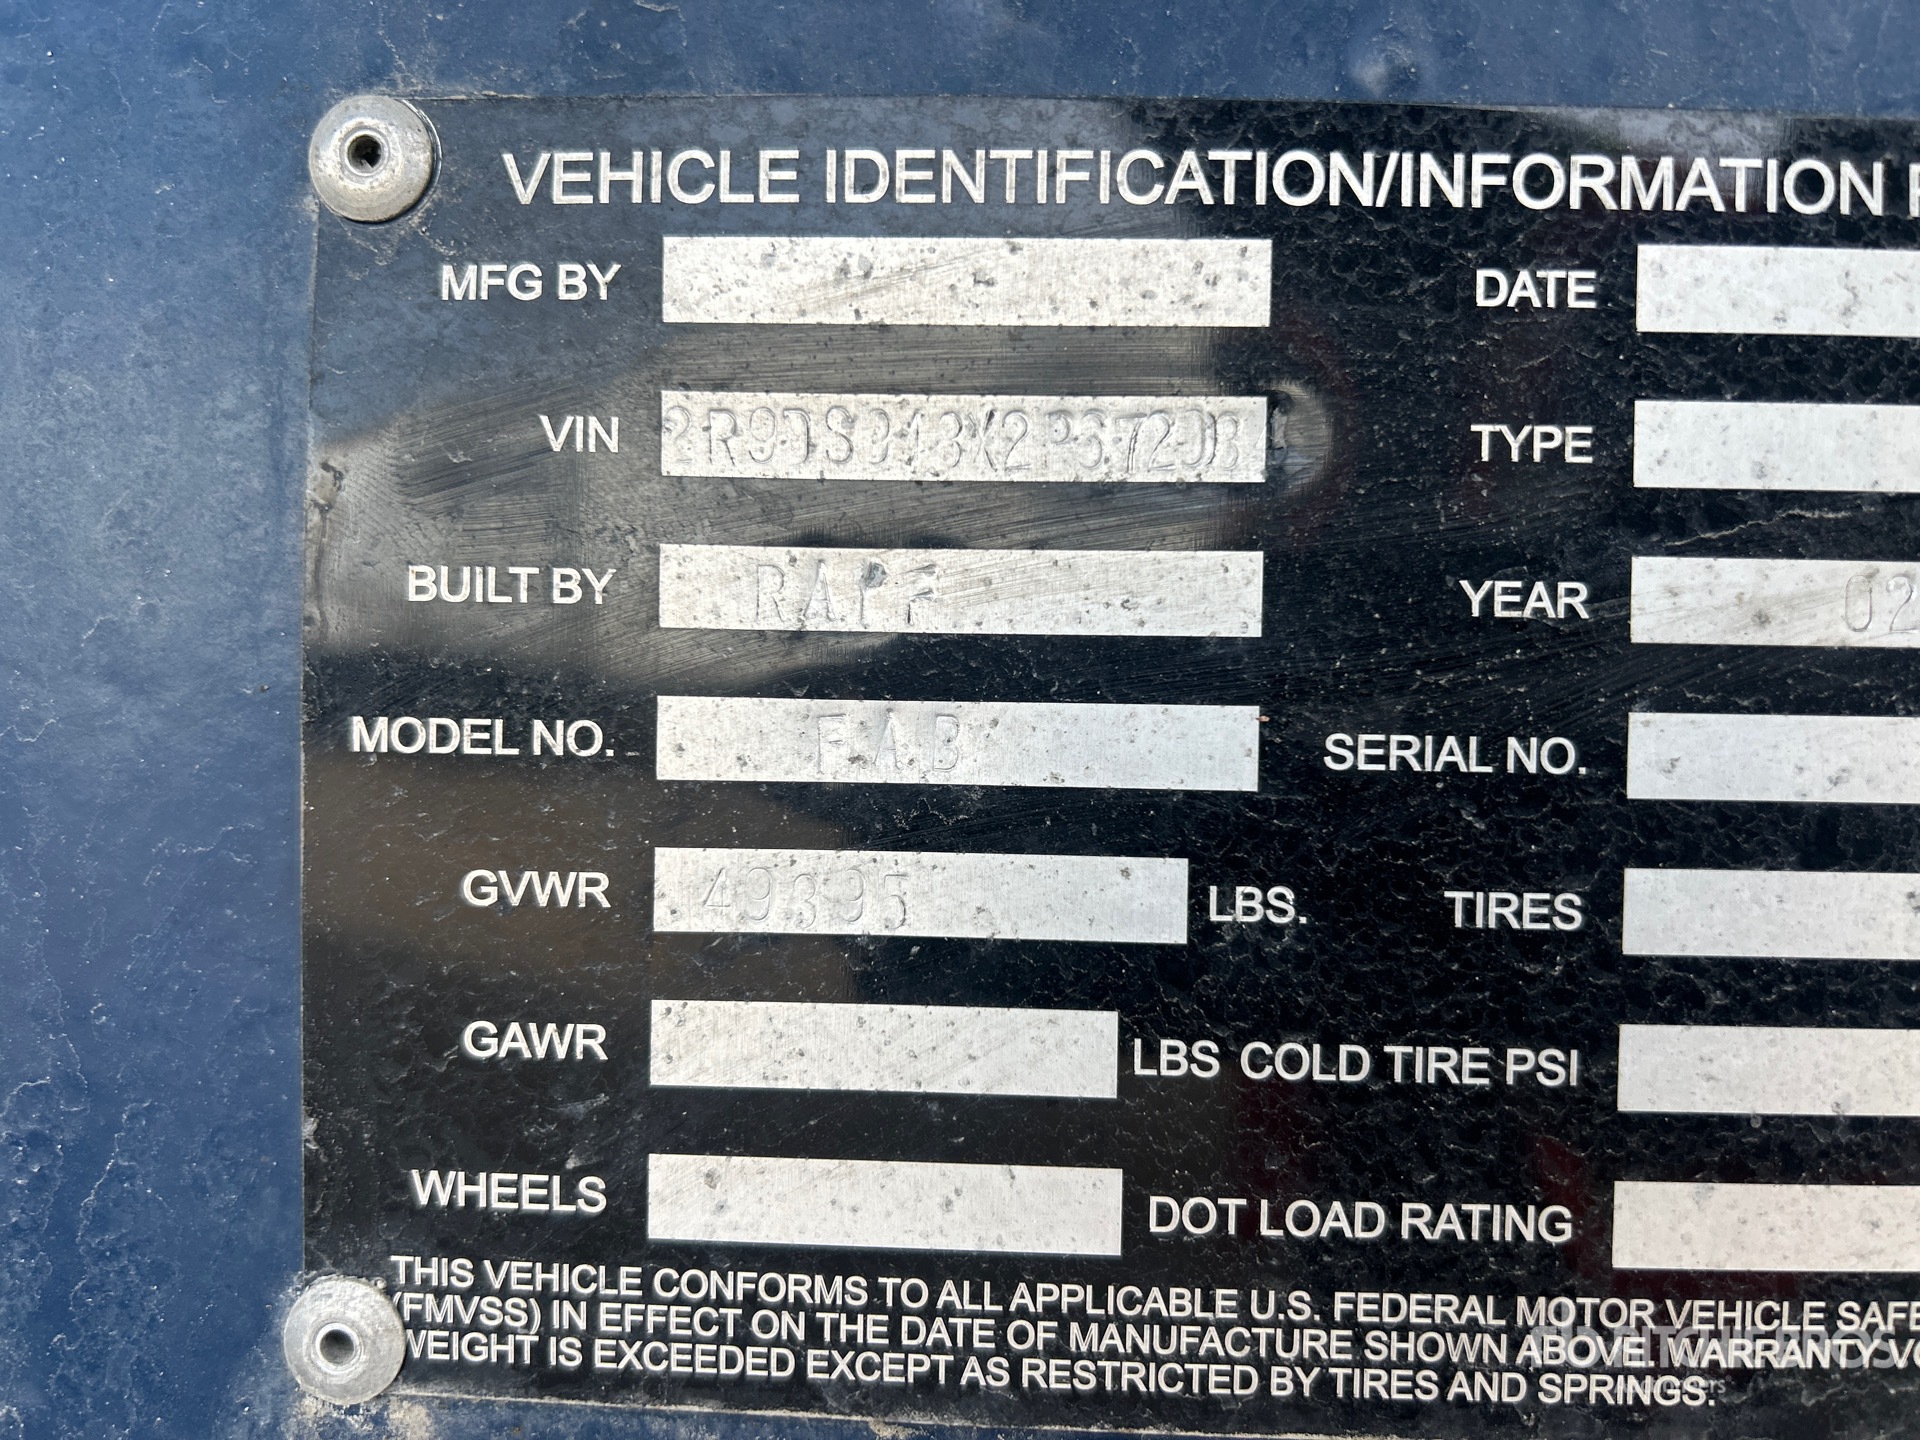 VEHICLE IDENTIFICATION/INFORMATION
MFG BY
DATE
VIN
TYPE
BUILT BY
YEAR 02
MODEL NO. FAB
SERIAL NO.
GVWR 49395 LBS.
TIRES
GAWR LBS
COLD TIRE PSI
WHEELS
DOT LOAD RATING
THIS VEHICLE CONFORMS TO ALL APPLICABLE U.S. FEDERAL MOTOR VEHICLE SAFE
(FMVSS) IN EFFECT ON THE DATE OF MANUFACTURE SHOWN ABOVE. WARRANTY VO
WEIGHT IS EXCEEDED EXCEPT AS RESTRICTED BY TIRES AND SPRINGS.